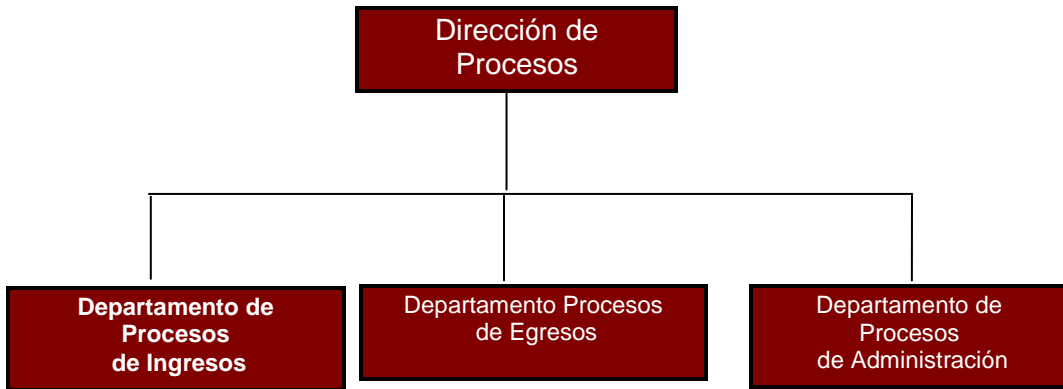 Dirección de
Procesos
Departamento de
Procesos
de Ingresos
Departamento Procesos
de Egresos
Departamento de
Procesos
de Administración